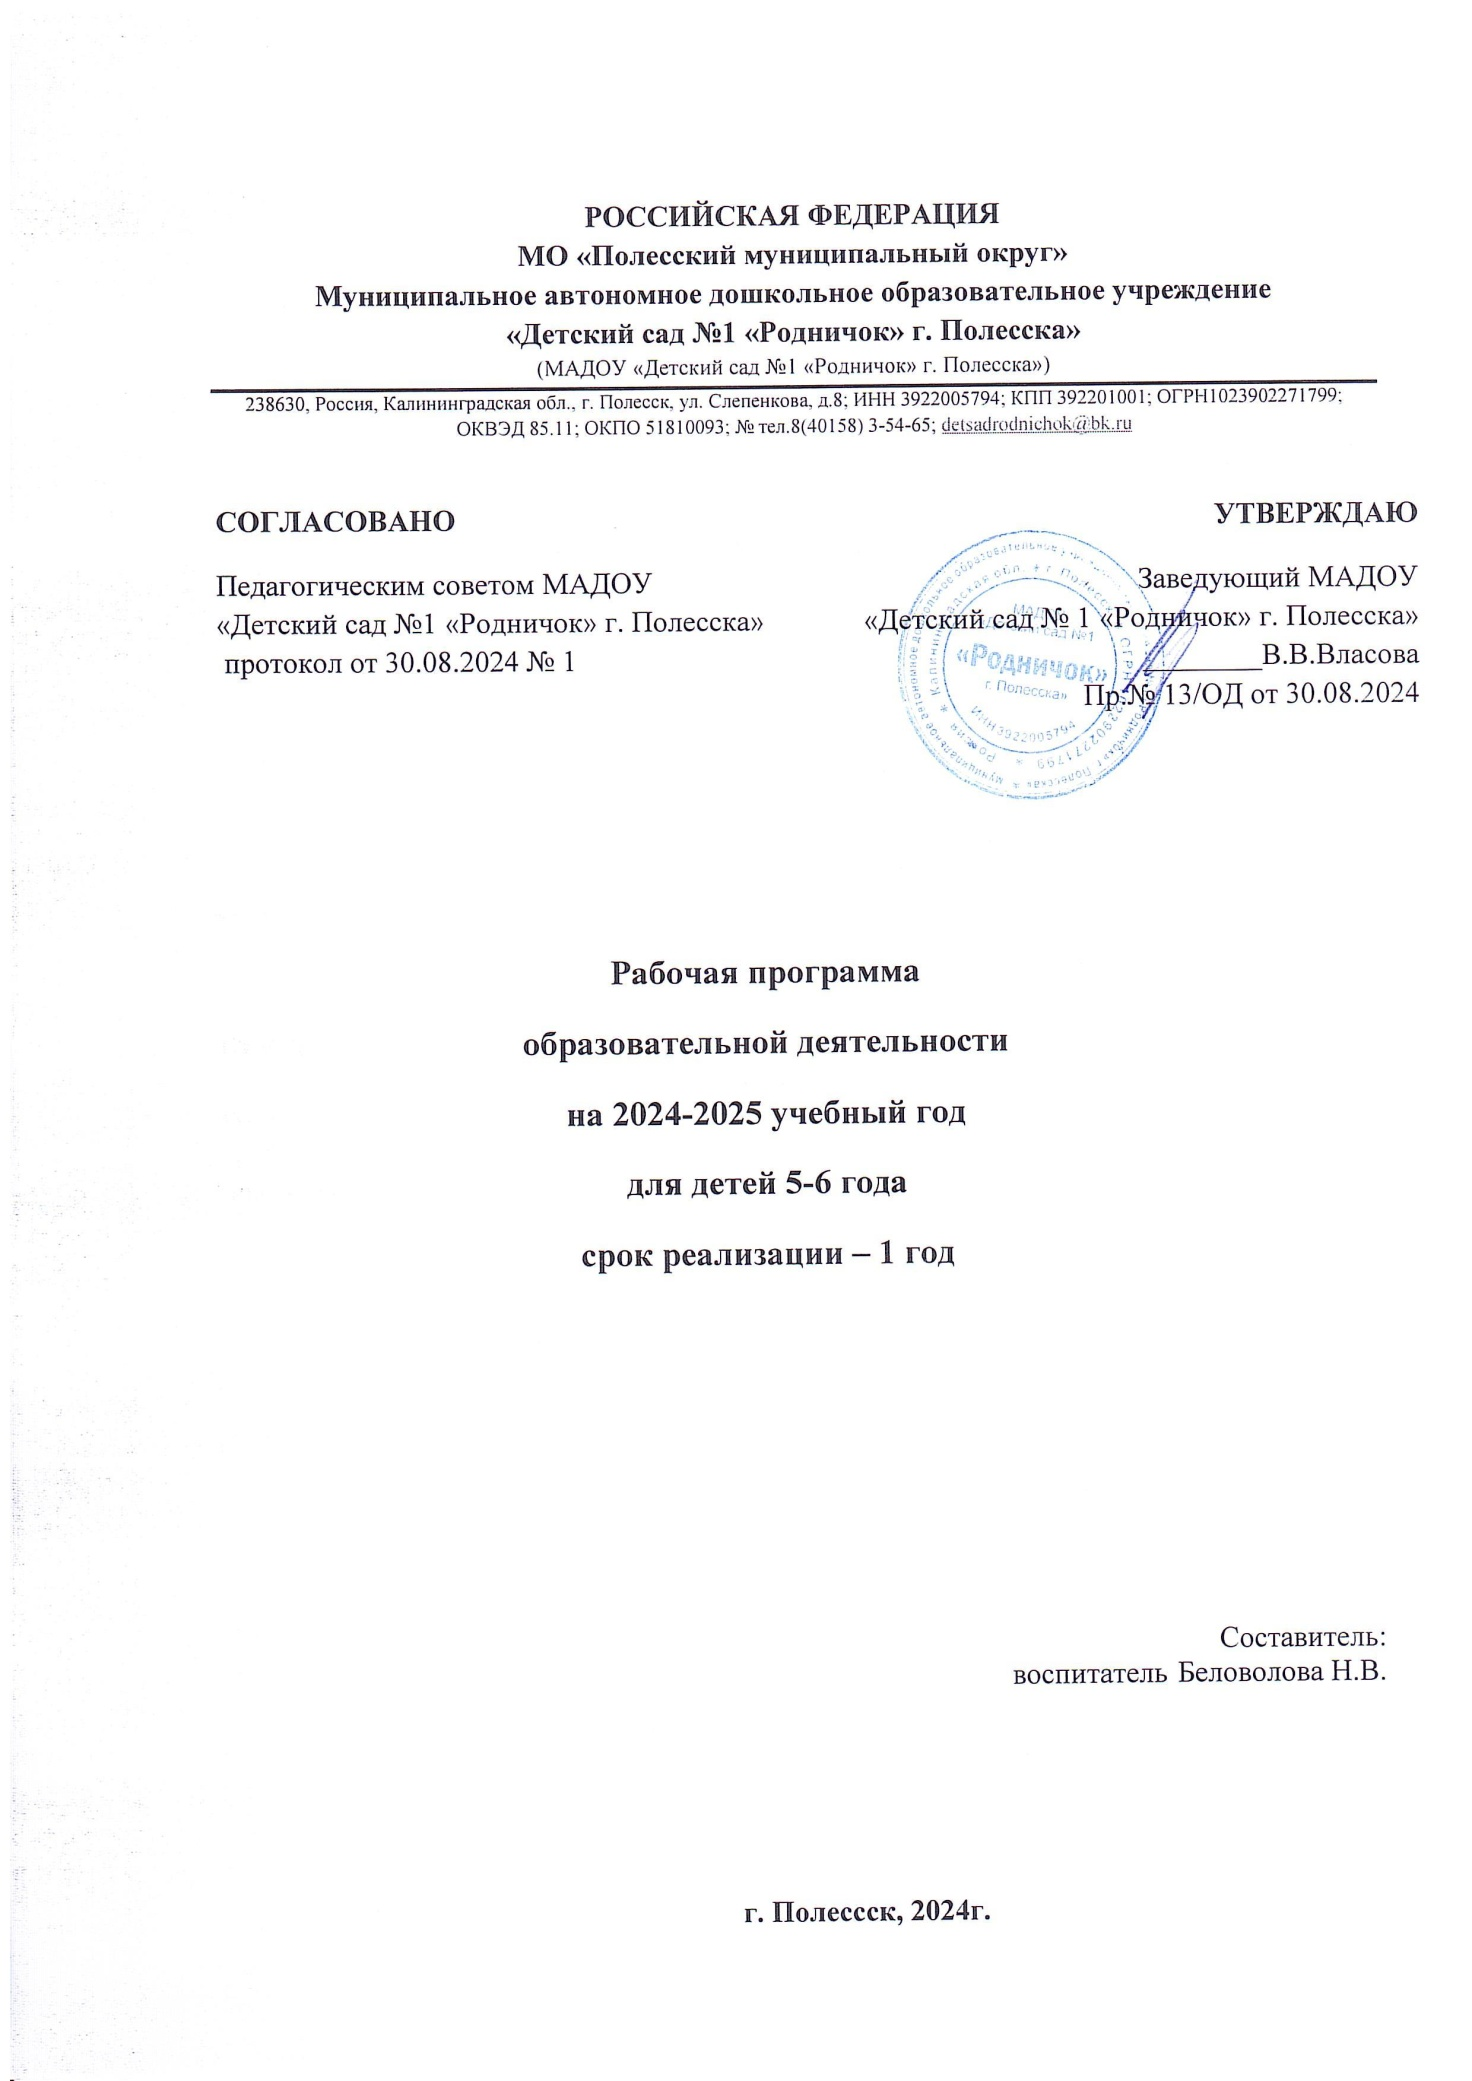 РОССИЙСКАЯ ФЕДЕРАЦИЯ
МО «Полесский муниципальный округ»
Муниципальное автономное дошкольное образовательное учреждение
«Детский сад №1 «Родничок» г. Полесска»
(МАДОУ «Детский сад №1 «Родничок» г. Полесска»)
238630, Россия, Калининградская обл., г. Полесск, ул. Слепенкова, д.8; ИНН 3922005794; КПП 392201001; ОГРН1023902271799;
ОКВЭД 85.11; ОКПО 51810093; № тел.8(40158) 3-54-65; detsadrodnichok@bk.ru
СОГЛАСОВАНО
Педагогическим советом МАДОУ
«Детский сад №1 «Родничок» г. Полесска»
протокол от 30.08.2024 № 1
УТВЕРЖДАЮ
Заведующий МАДОУ
«Детский сад № 1 «Родничок» г. Полесска»
_________В.В.Власова
Пр.№ 13/ОД от 30.08.2024
сад №1
«Родничок»
г. Полесска»
ИНН 3922005794
Рабочая программа
образовательной деятельности
на 2024-2025 учебный год
для детей 5-6 года
срок реализации – 1 год
Составитель:
воспитатель Беловолова Н.В.
г. Полессск, 2024г.